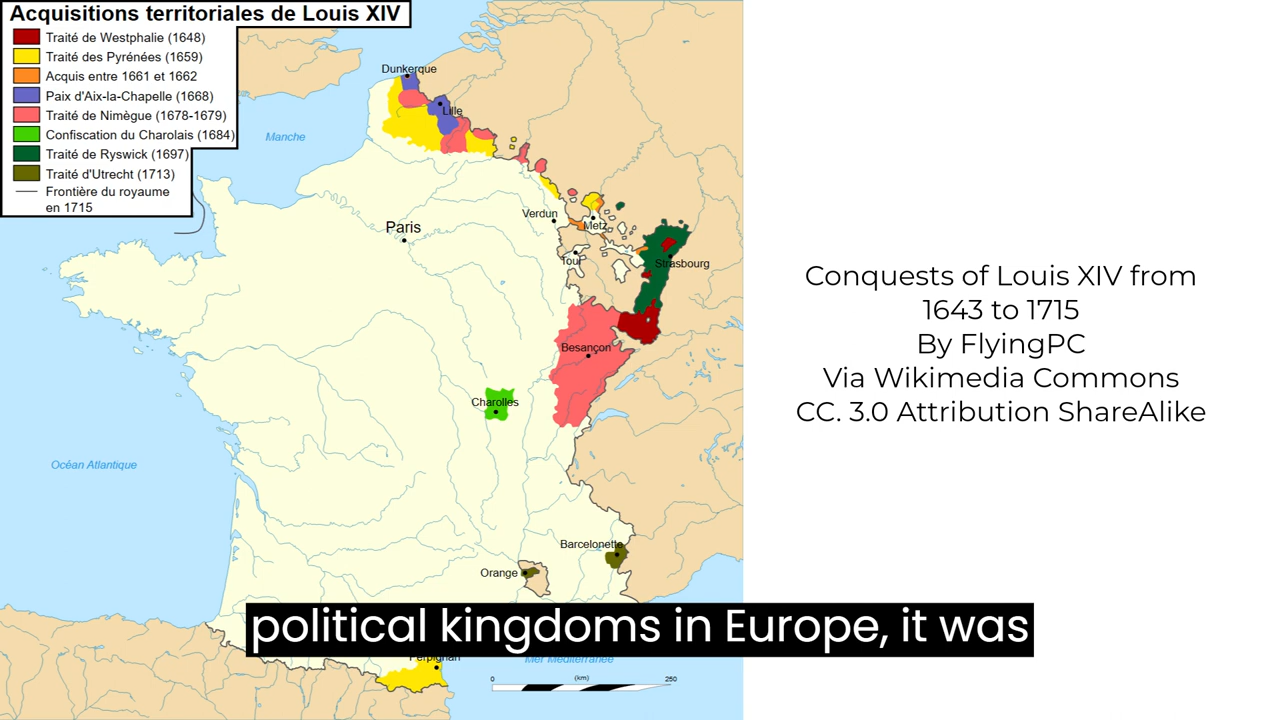 Acquisitions territoriales de Louis XIV
Traité de Westphalie (1648)
Traité des Pyrénées (1659)
Acquis entre 1661 et 1662
Paix d'Aix-la-Chapelle (1668)
Traité de Nimègue (1678-1679)
Confiscation du Charolais (1684)
Traité de Ryswick (1697)
Traité d'Utrecht (1713)
Frontière du royaume
en 1715
Dunkerque
Lille
Manche
Verdun
Metz
Paris
Toul
Strasbourg
Besançon
Charolles
Océan Atlantique
Barcelonette
Orange
Perpignan
Mer Méditerranée
0 (km) 250
Conquests of Louis XIV from
1643 to 1715
By FlyingPC
Via Wikimedia Commons
CC. 3.0 Attribution ShareAlike
political kingdoms in Europe, it was